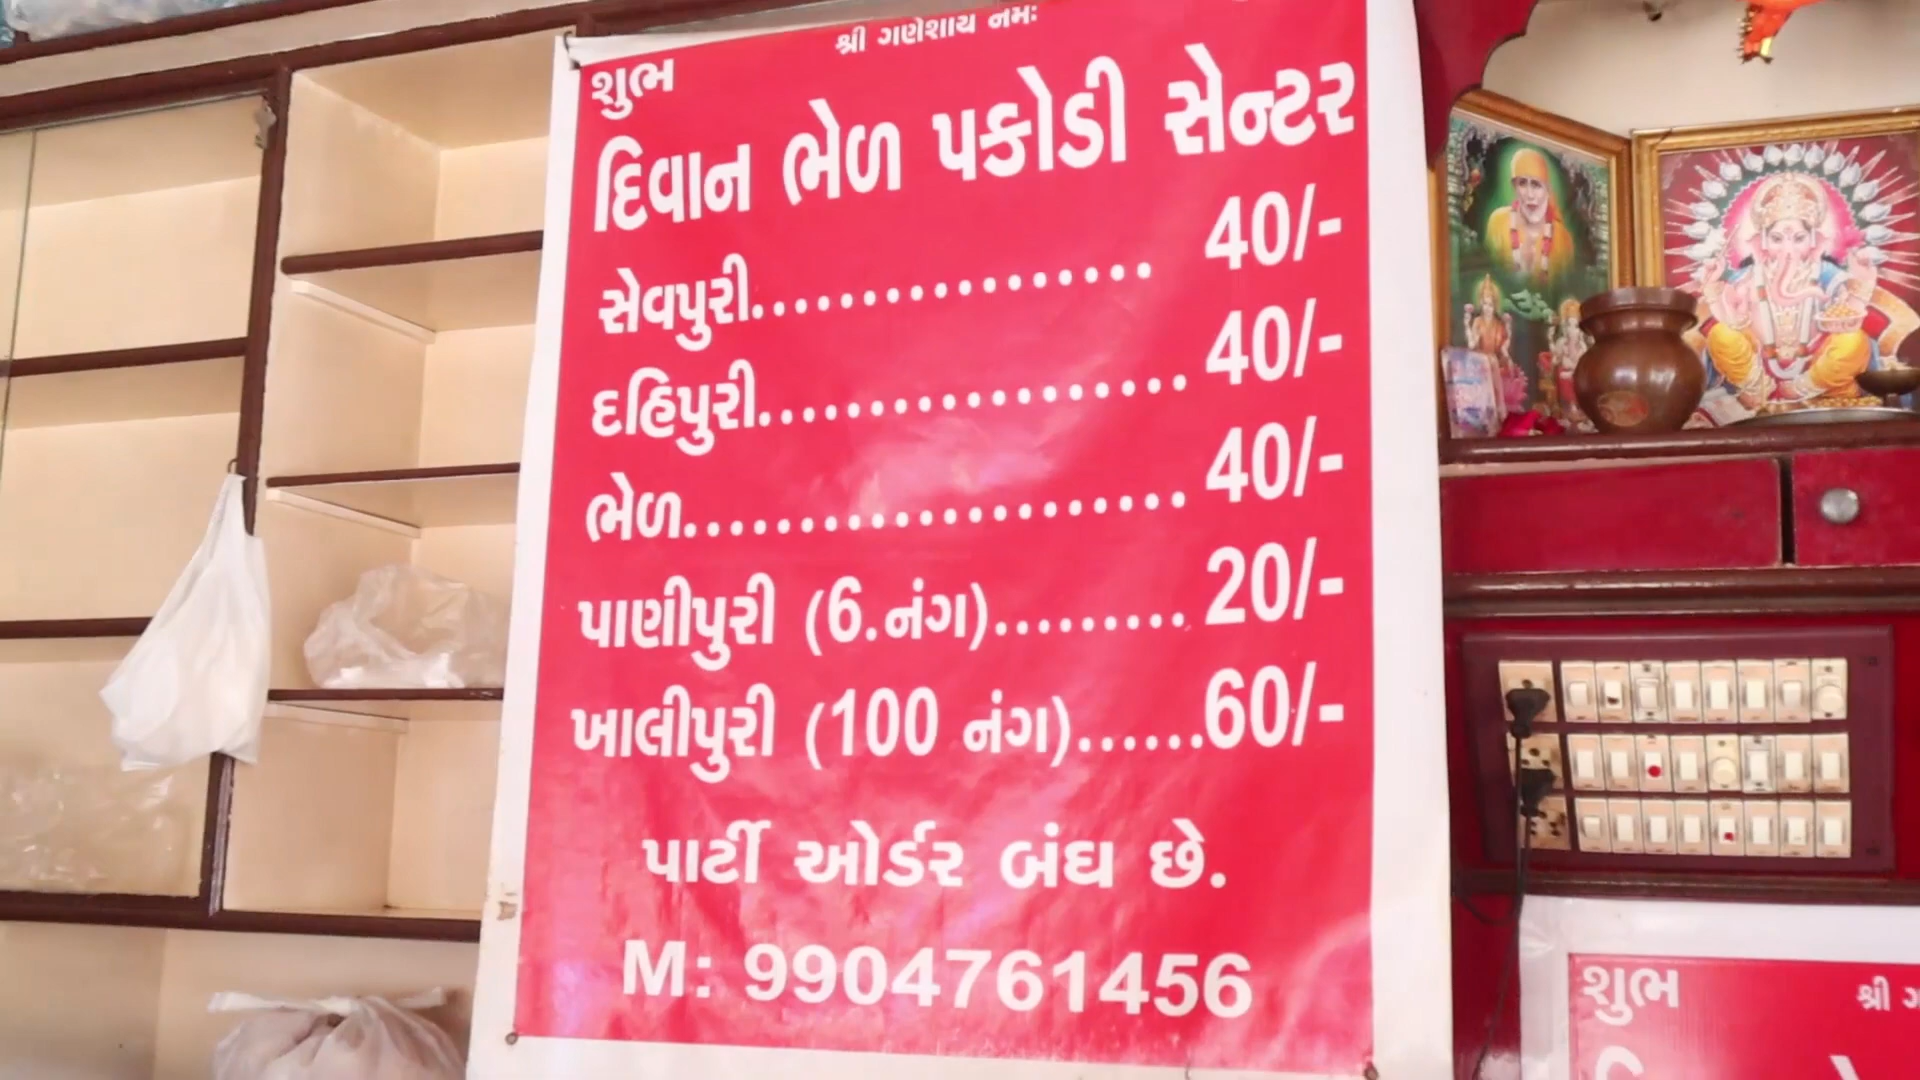 શ્રી ગણેશાય નમઃ
શુભ
દિવાન ભેળ પકોડી સેન્ટર
સેવપુરી................. 40/-
દહિપુરી.................. 40/-
ભેળ..................... 40/-
પાણીપુરી (6.નંગ)......... 20/-
ખાલીપુરી (100 નંગ)......60/-
પાર્ટી ઓર્ડર બંધ છે.
M: 9904761456
શુભ
શ્રી